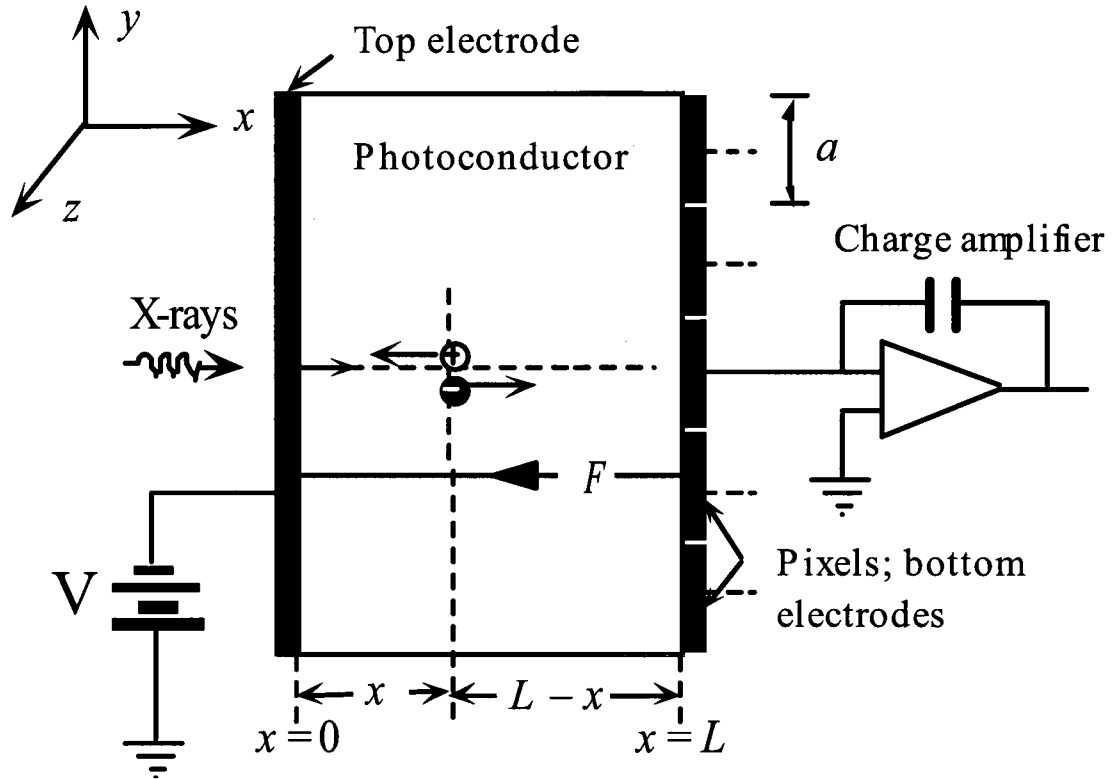 y
Top electrode
x
Photoconductor
a
z
Charge amplifier
X-rays
+
−
F
V
Pixels; bottom
electrodes
x
L − x
x = 0
x = L